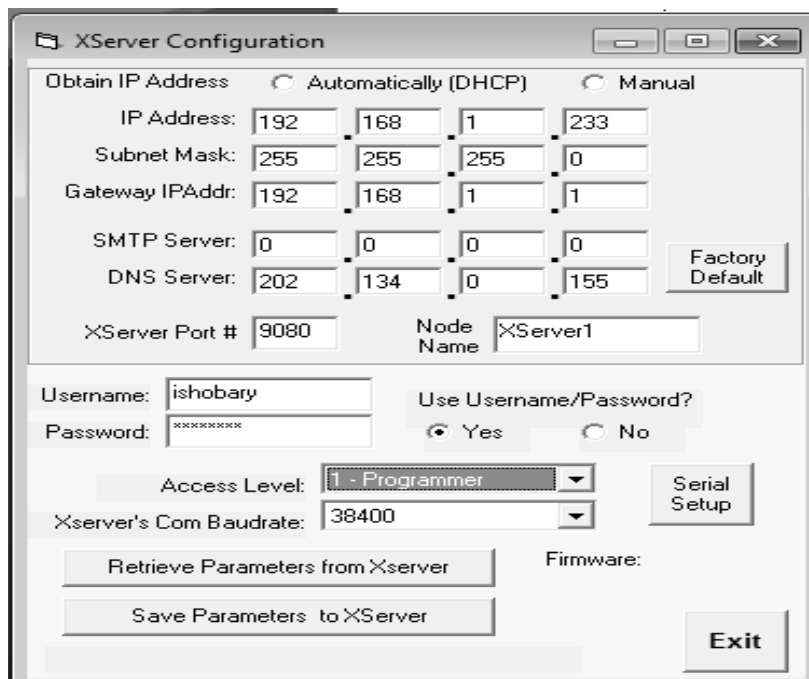 XServer Configuration
Obtain IP Address Automatically (DHCP) Manual
IP Address: 192 . 168 . 1 . 233
Subnet Mask: 255 . 255 . 255 . 0
Gateway IPAddr: 192 . 168 . 1 . 1
SMTP Server: 0 . 0 . 0 . 0
DNS Server: 202 . 134 . 0 . 155
Factory Default
XServer Port # 9080 Node Name XServer1
Username: ishobary
Use Username/Password?
Password: ********
Yes No
Access Level: 1 - Programmer
Serial Setup
Xserver's Com Baudrate: 38400
Retrieve Parameters from Xserver
Firmware:
Save Parameters to XServer
Exit